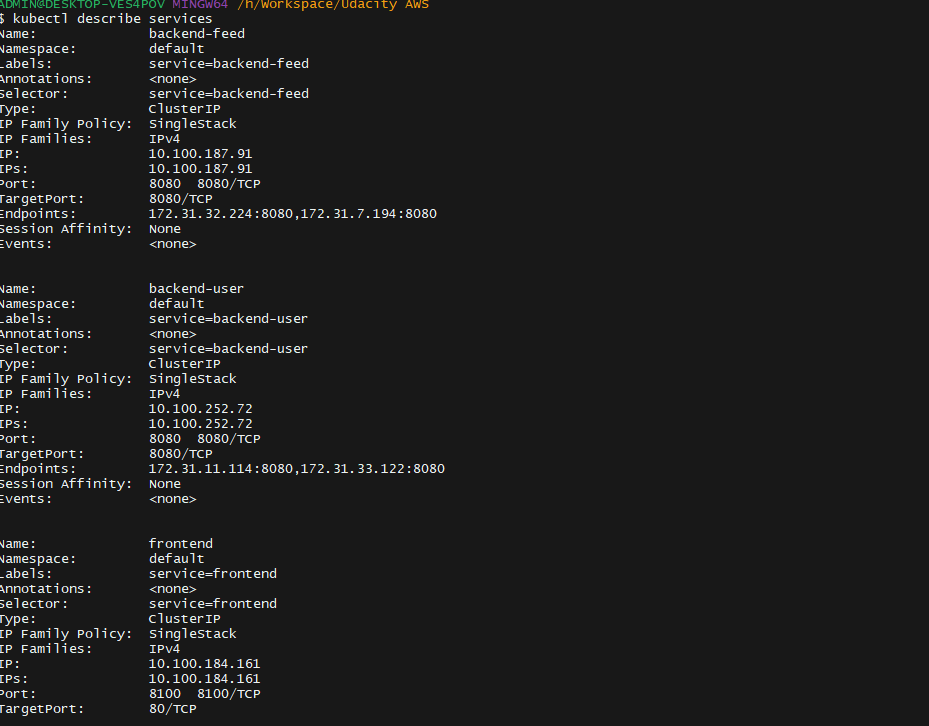 ADMIN@DESKTOP-VES4POV MINGW64 /h/Workspace/Udacity AWS
$ kubectl describe services
Name:              backend-feed
Namespace:         default
Labels:            service=backend-feed
Annotations:       <none>
Selector:          service=backend-feed
Type:              ClusterIP
IP Family Policy:  SingleStack
IP Families:       IPv4
IP:                10.100.187.91
IPs:               10.100.187.91
Port:              8080  8080/TCP
TargetPort:        8080/TCP
Endpoints:         172.31.32.224:8080,172.31.7.194:8080
Session Affinity:  None
Events:            <none>
Name:              backend-user
Namespace:         default
Labels:            service=backend-user
Annotations:       <none>
Selector:          service=backend-user
Type:              ClusterIP
IP Family Policy:  SingleStack
IP Families:       IPv4
IP:                10.100.252.72
IPs:               10.100.252.72
Port:              8080  8080/TCP
TargetPort:        8080/TCP
Endpoints:         172.31.11.114:8080,172.31.33.122:8080
Session Affinity:  None
Events:            <none>
Name:              frontend
Namespace:         default
Labels:            service=frontend
Annotations:       <none>
Selector:          service=frontend
Type:              ClusterIP
IP Family Policy:  SingleStack
IP Families:       IPv4
IP:                10.100.184.161
IPs:               10.100.184.161
Port:              8100  8100/TCP
TargetPort:        80/TCP